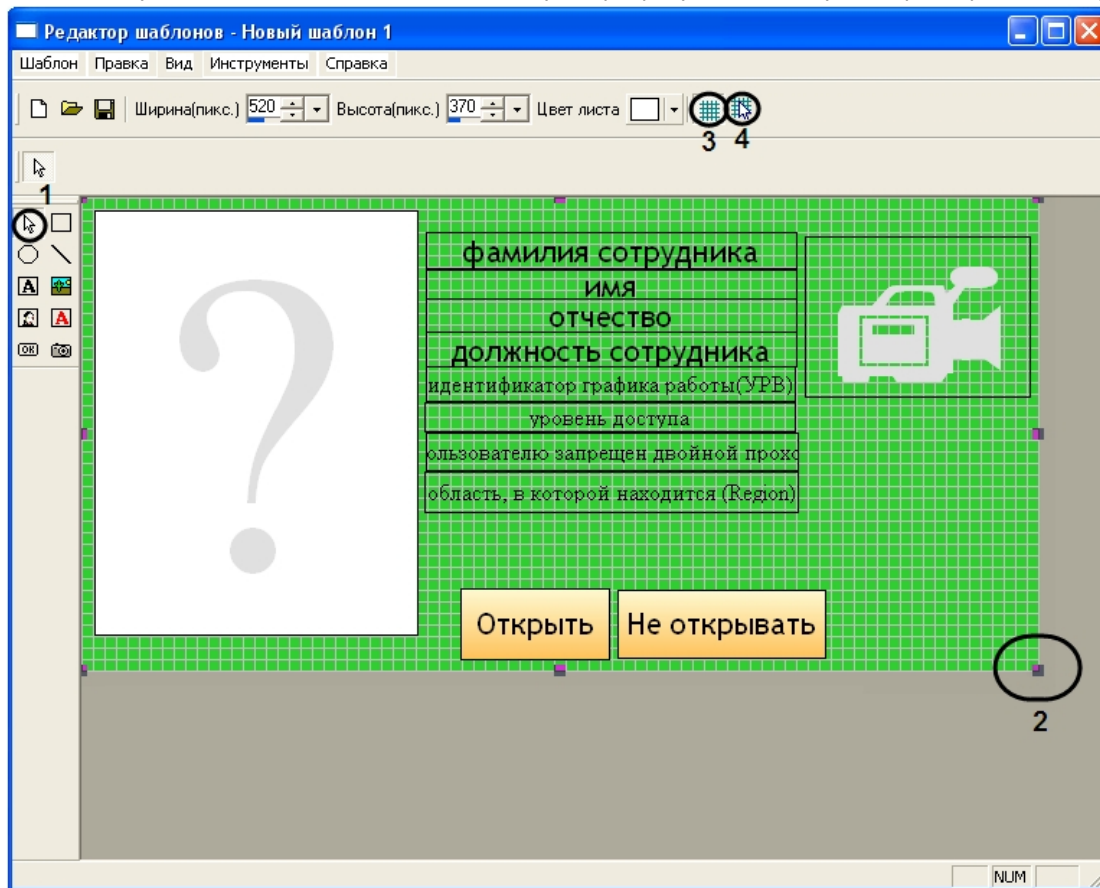 Редактор шаблонов - Новый шаблон 1
Шаблон Правка Вид Инструменты Справка
Ширина(пикс.) 520 Высота(пикс.) 370 Цвет листа
3 4
1
A
A
OK
?
фамилия сотрудника
имя
отчество
должность сотрудника
идентификатор графика работы(УРВ)
уровень доступа
ользователю запрещен двойной прохо
область, в которой находится (Region)
Открыть Не открывать
2
NUM